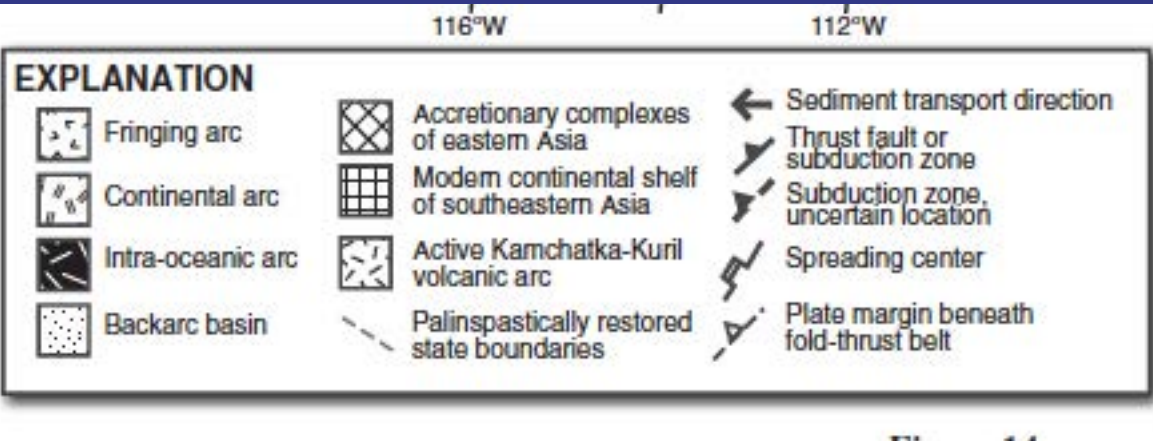 116°W 112°W
EXPLANATION
Fringing arc
Continental arc
Intra-oceanic arc
Backarc basin
Accretionary complexes
of eastern Asia
Modern continental shelf
of southeastern Asia
Active Kamchatka-Kuril
volcanic arc
Palinspastically restored
state boundaries
Sediment transport direction
Thrust fault or
subduction zone
Subduction zone,
uncertain location
Spreading center
Plate margin beneath
fold-thrust belt